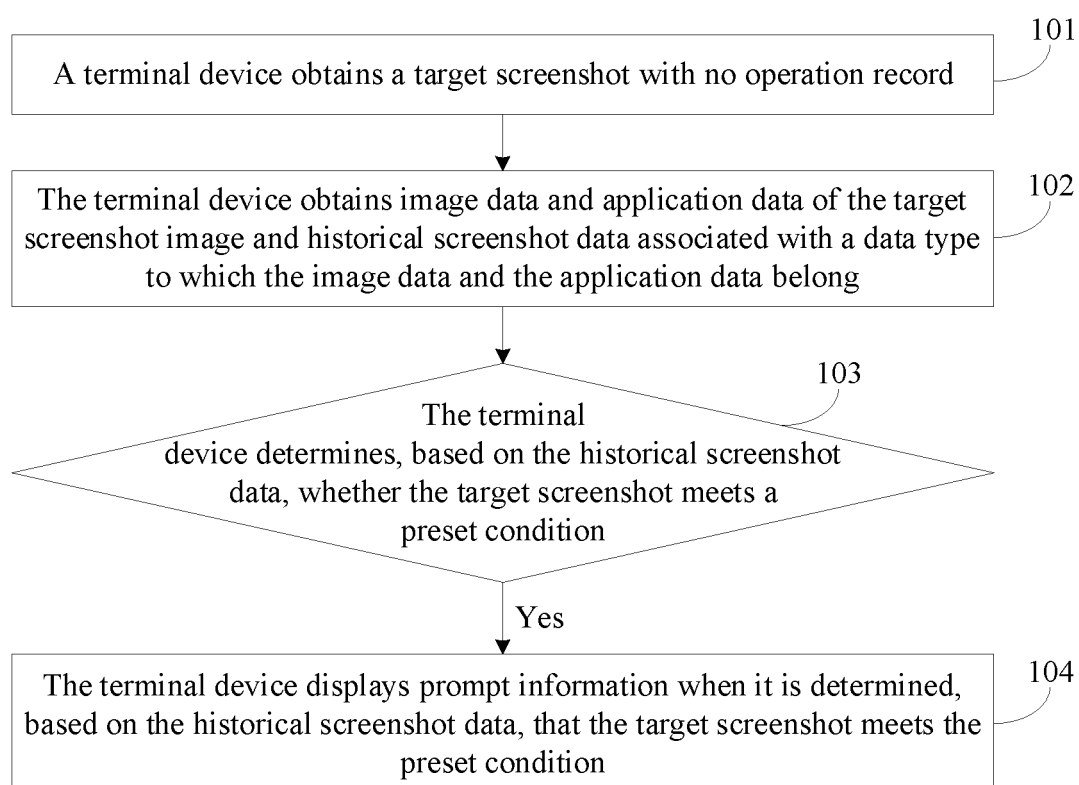 101
A terminal device obtains a target screenshot with no operation record
102
The terminal device obtains image data and application data of the target
screenshot image and historical screenshot data associated with a data type
to which the image data and the application data belong
103
The terminal
device determines, based on the historical screenshot
data, whether the target screenshot meets a
preset condition
Yes
104
The terminal device displays prompt information when it is determined,
based on the historical screenshot data, that the target screenshot meets the
preset condition